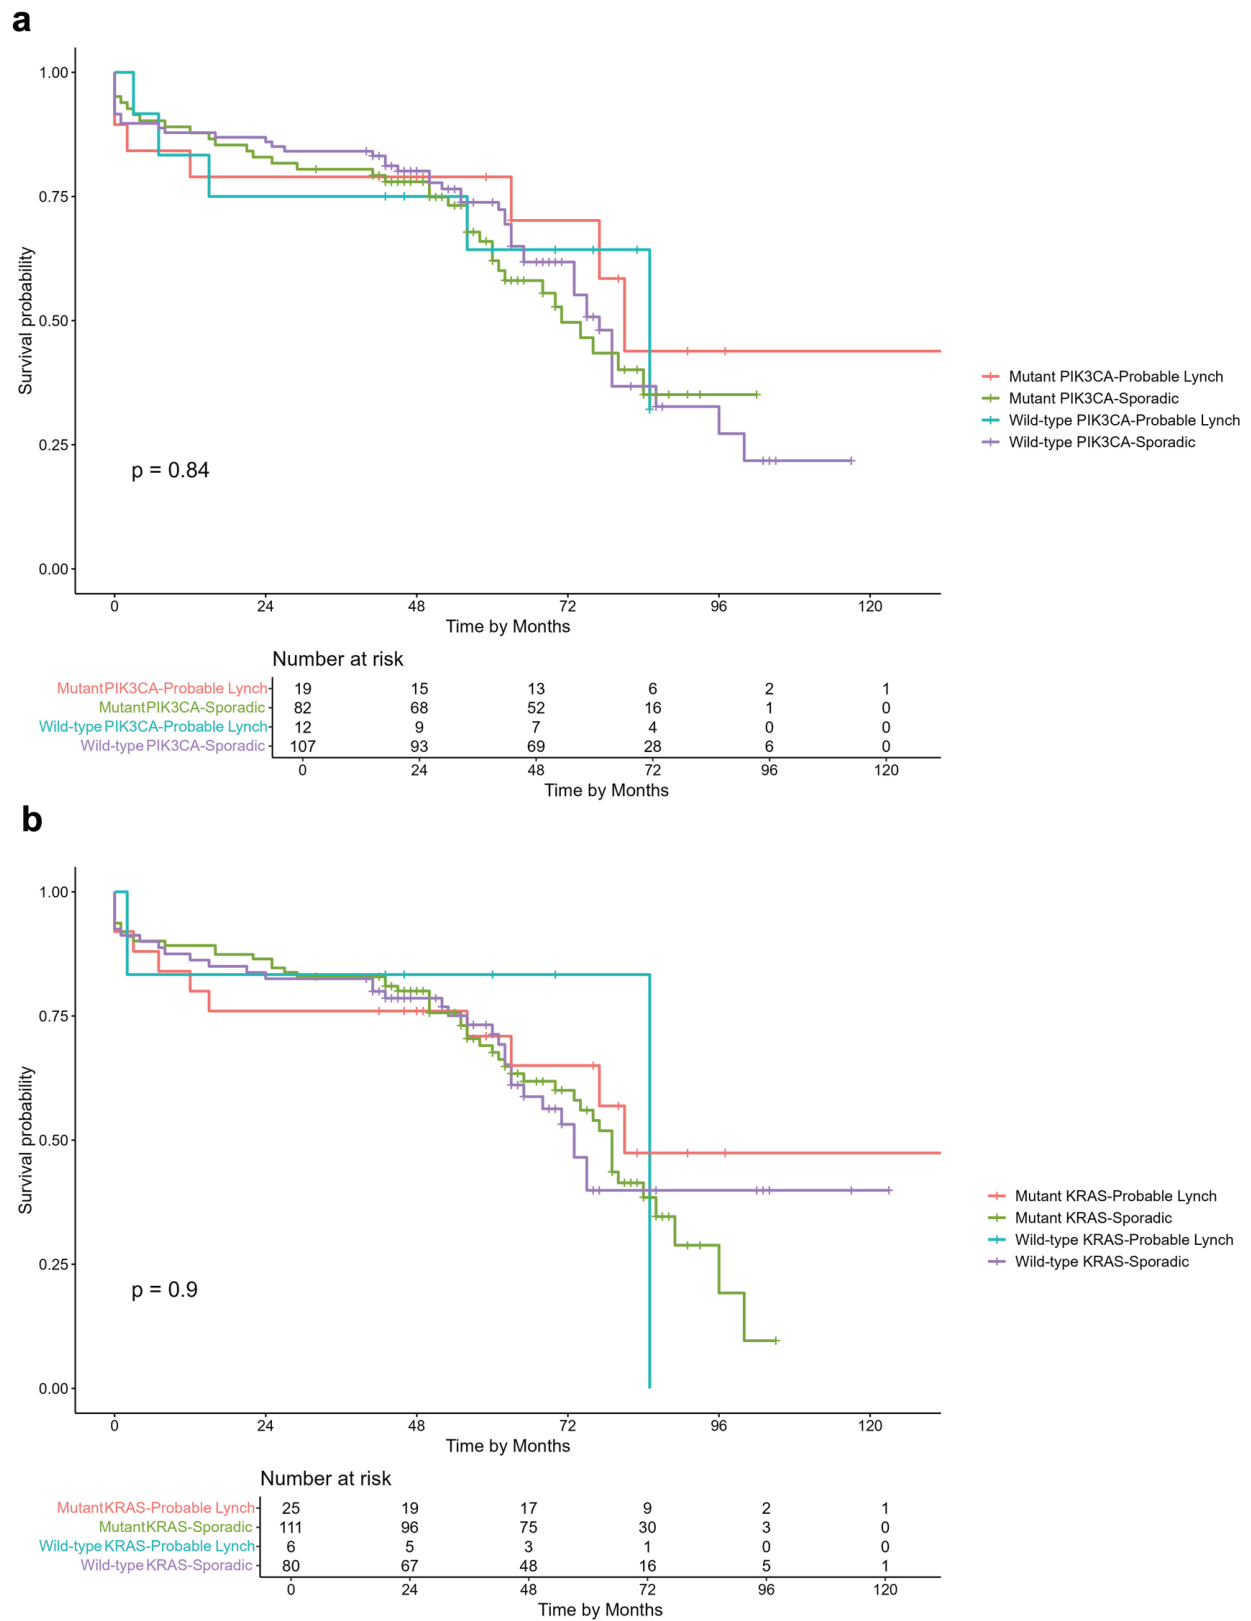 a
1.00
0.75
0.50
0.25
0.00
Survival probability
p = 0.84
0 24 48 72 96 120
Time by Months
Mutant PIK3CA-Probable Lynch
Mutant PIK3CA-Sporadic
Wild-type PIK3CA-Probable Lynch
Wild-type PIK3CA-Sporadic
Number at risk
MutantPIK3CA-Probable Lynch 19 15 13 6 2 1
MutantPIK3CA-Sporadic 82 68 52 16 1 0
Wild-type PIK3CA-Probable Lynch 12 9 7 4 0 0
Wild-type PIK3CA-Sporadic 107 93 69 28 6 0
0 24 48 72 96 120
Time by Months
b
1.00
0.75
0.50
0.25
0.00
Survival probability
p = 0.9
0 24 48 72 96 120
Time by Months
Mutant KRAS-Probable Lynch
Mutant KRAS-Sporadic
Wild-type KRAS-Probable Lynch
Wild-type KRAS-Sporadic
Number at risk
MutantKRAS-Probable Lynch 25 19 17 9 2 1
MutantKRAS-Sporadic 111 96 75 30 3 0
Wild-type KRAS-Probable Lynch 6 5 3 1 0 0
Wild-type KRAS-Sporadic 80 67 48 16 5 1
0 24 48 72 96 120
Time by Months